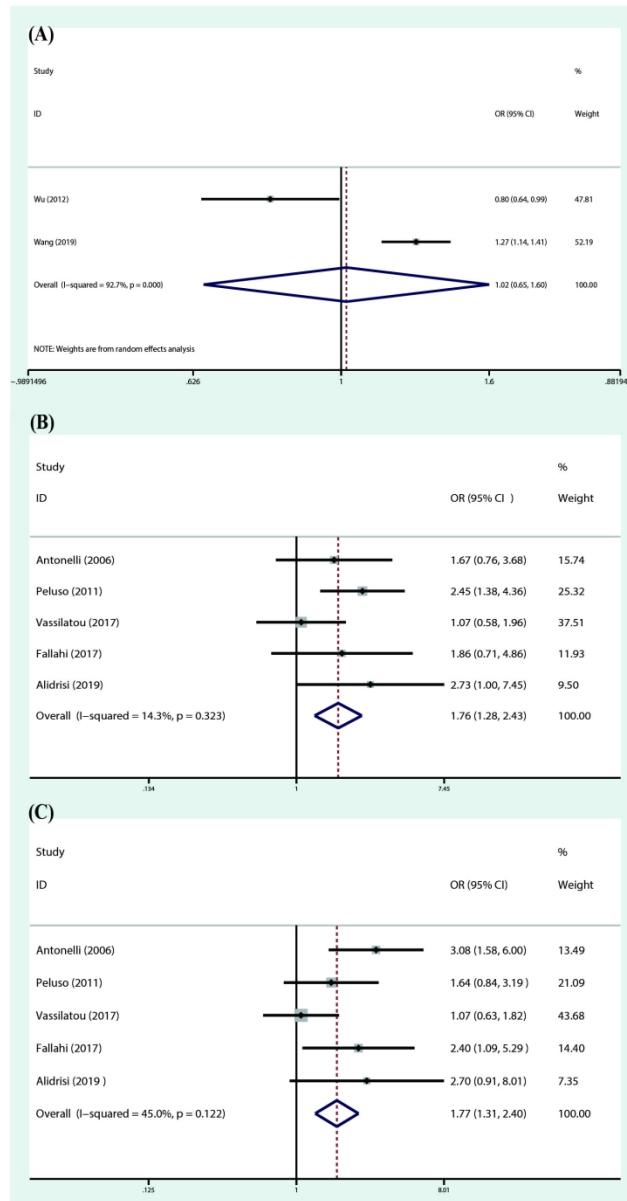 (A)
Study %
ID OR (95% CI) Weight
Wu (2012) 0.80 (0.64, 0.99) 47.81
Wang (2019) 1.27 (1.14, 1.41) 52.19
Overall (I-squared = 92.7%, p = 0.000) 1.02 (0.65, 1.60) 100.00
NOTE: Weights are from random effects analysis
-.9891496 .626 1 1.6 .88194
(B)
Study %
ID OR (95% CI ) Weight
Antonelli (2006) 1.67 (0.76, 3.68) 15.74
Peluso (2011) 2.45 (1.38, 4.36) 25.32
Vassilatou (2017) 1.07 (0.58, 1.96) 37.51
Fallahi (2017) 1.86 (0.71, 4.86) 11.93
Alidrisi (2019) 2.73 (1.00, 7.45) 9.50
Overall (I-squared = 14.3%, p = 0.323) 1.76 (1.28, 2.43) 100.00
.134 1 7.45
(C)
Study %
ID OR (95% CI) Weight
Antonelli (2006) 3.08 (1.58, 6.00) 13.49
Peluso (2011) 1.64 (0.84, 3.19 ) 21.09
Vassilatou (2017) 1.07 (0.63, 1.82) 43.68
Fallahi (2017) 2.40 (1.09, 5.29 ) 14.40
Alidrisi (2019 ) 2.70 (0.91, 8.01) 7.35
Overall (I-squared = 45.0%, p = 0.122) 1.77 (1.31, 2.40) 100.00
.125 1 8.01